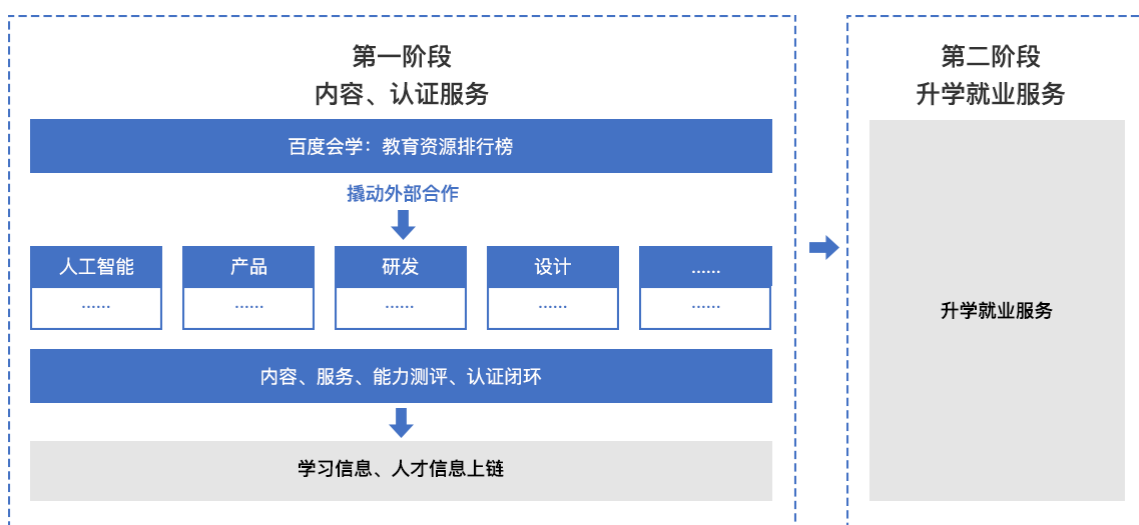 第一阶段
内容、认证服务
百度会学：教育资源排行榜
撬动外部合作
人工智能
产品
研发
设计
......
......
......
......
......
......
内容、服务、能力测评、认证闭环
学习信息、人才信息上链
第二阶段
升学就业服务
升学就业服务